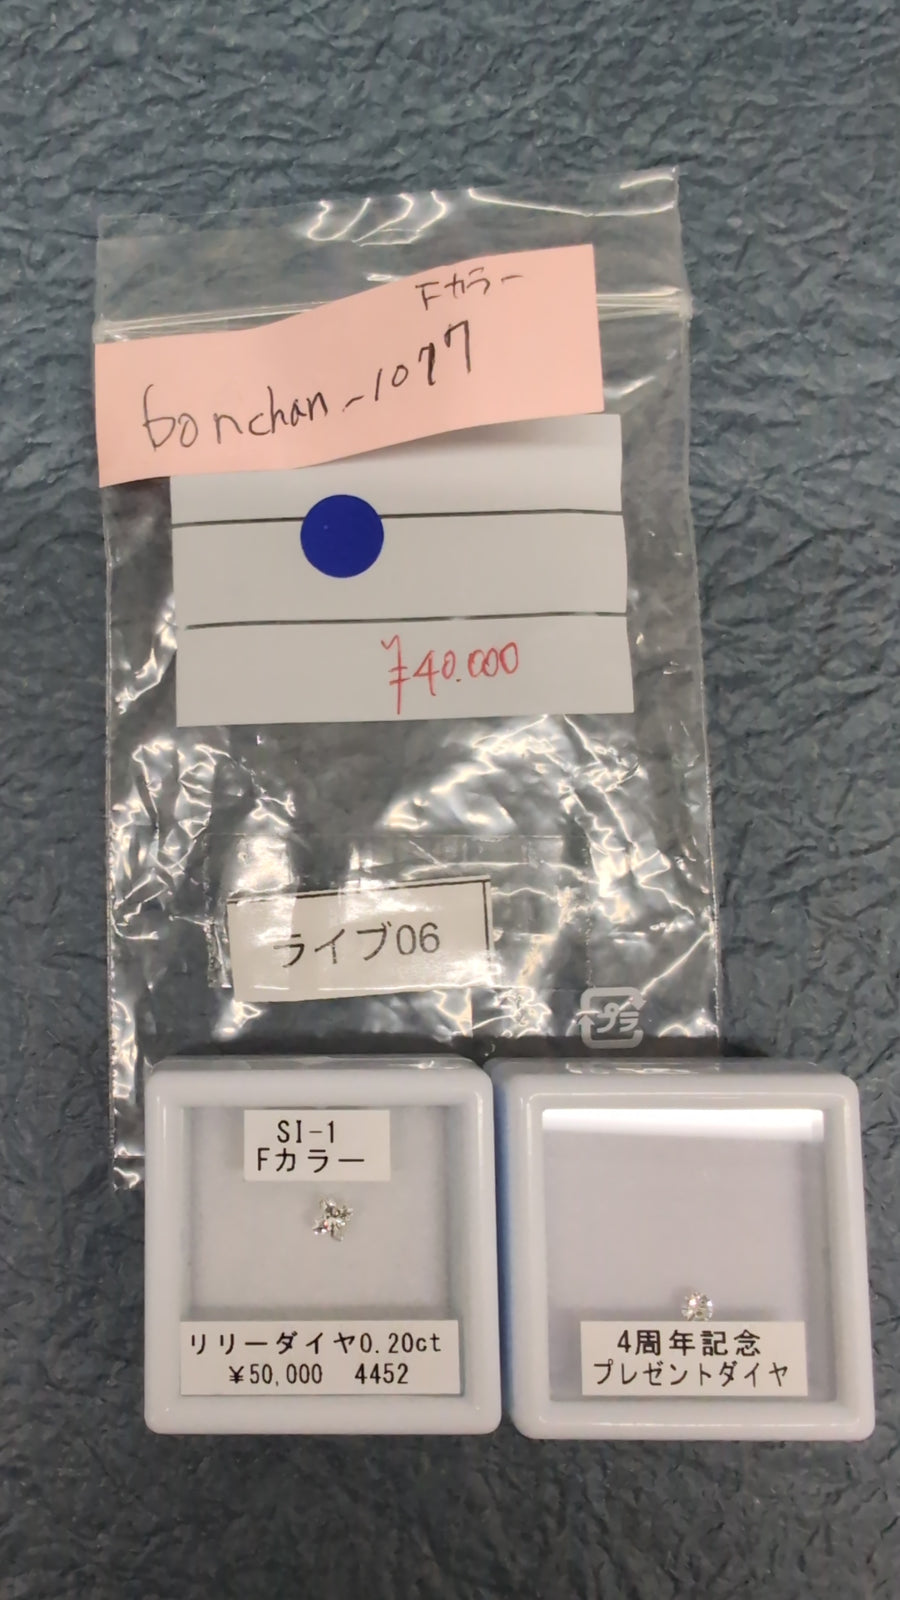 Fカラー
bonchan_1077
¥40.000
ライブ06
プラ
SI-1
Fカラー
リリーダイヤ0.20ct
¥50,000 4452
4周年記念
プレゼントダイヤ